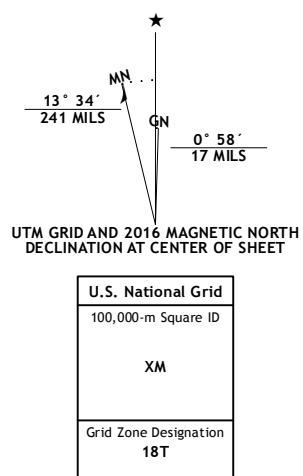 ★
MN
13° 34´
241 MILS
GN
0° 58´
17 MILS
UTM GRID AND 2016 MAGNETIC NORTH
DECLINATION AT CENTER OF SHEET
U.S. National Grid
100,000-m Square ID
XM
Grid Zone Designation
18T